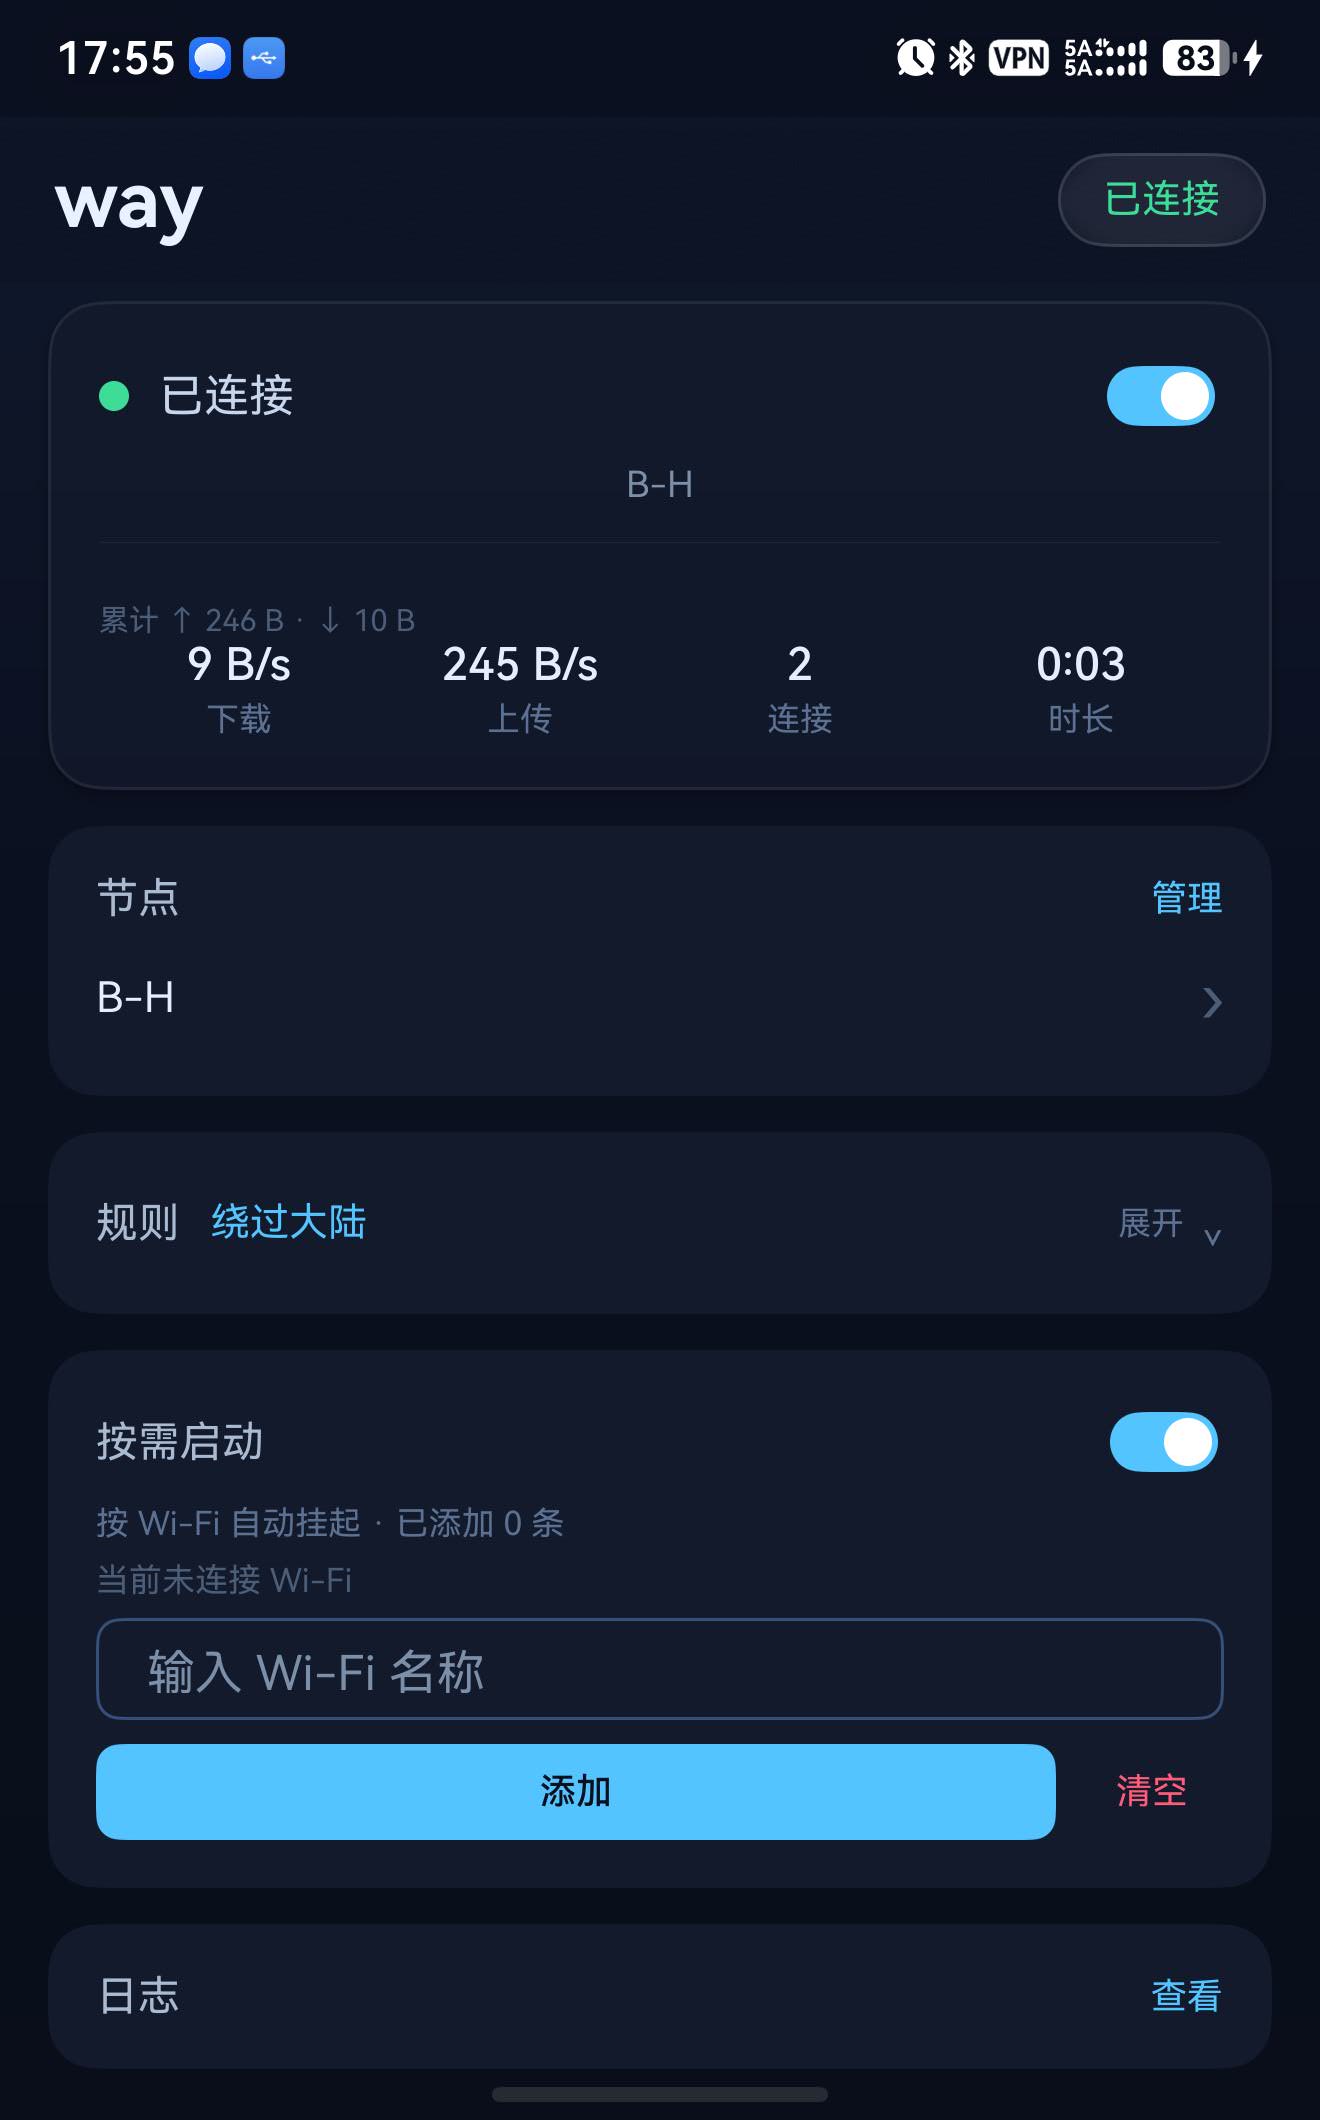 17:55 VPN 5A 5A 83
way 已连接
已连接
B-H
累计 ↑ 246 B · ↓ 10 B
9 B/s 245 B/s 2 0:03
下载 上传 连接 时长
节点 管理
B-H
规则 绕过大陆 展开
按需启动
按 Wi-Fi 自动挂起 · 已添加 0 条
当前未连接 Wi-Fi
输入 Wi-Fi 名称
添加 清空
日志 查看